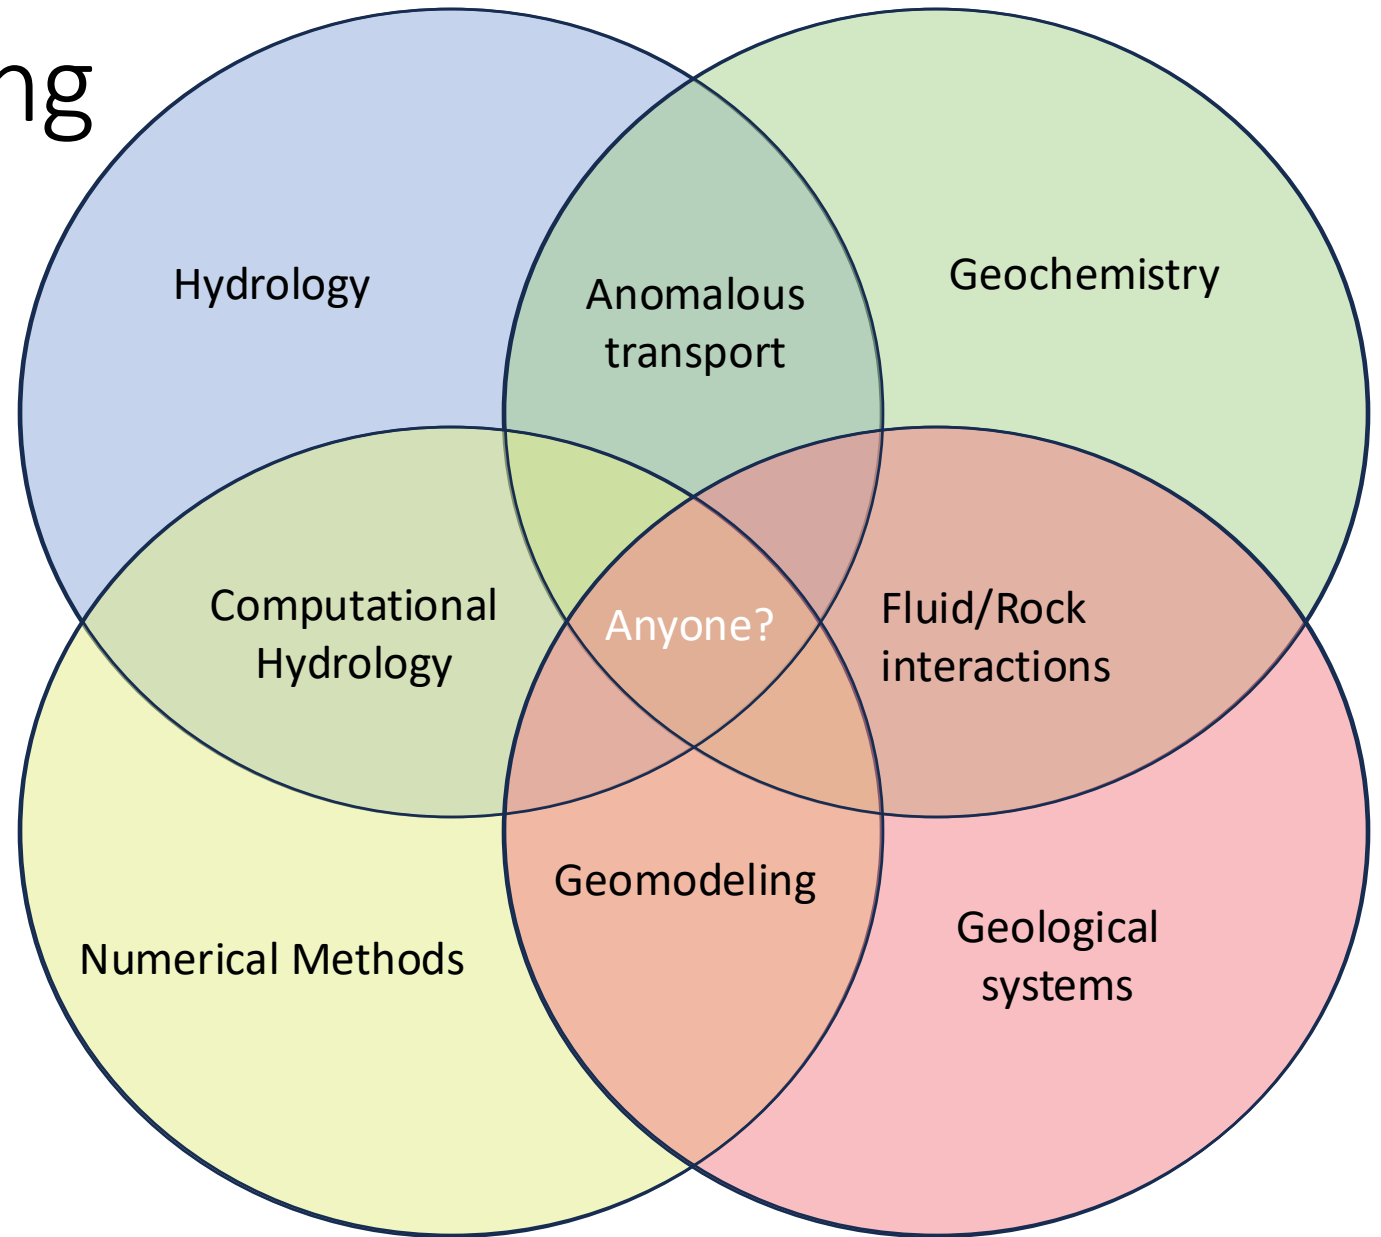 ng
Hydrology
Geochemistry
Anomalous
transport
Computational
Hydrology
Anyone?
Fluid/Rock
interactions
Geomodeling
Numerical Methods
Geological
systems